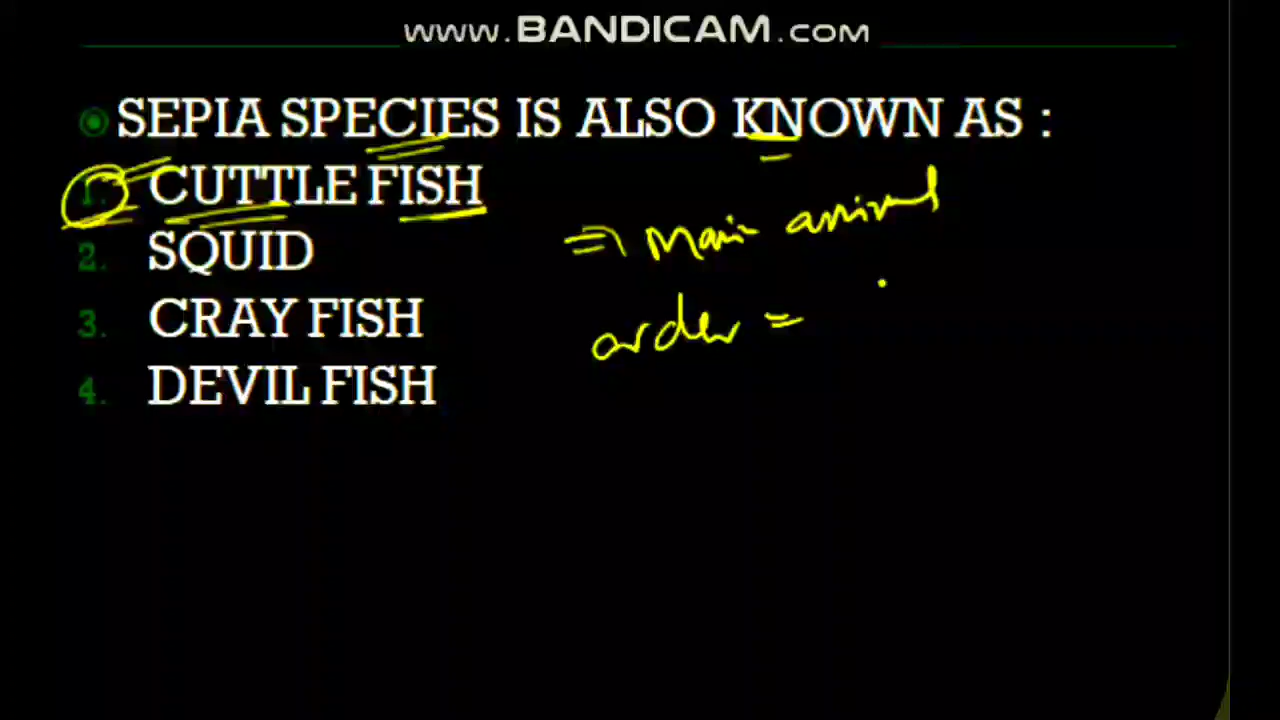 www.BANDICAM.com
SEPIA SPECIES IS ALSO KNOWN AS :
1. CUTTLE FISH
2. SQUID
3. CRAY FISH
4. DEVIL FISH
⇒ animal
order =